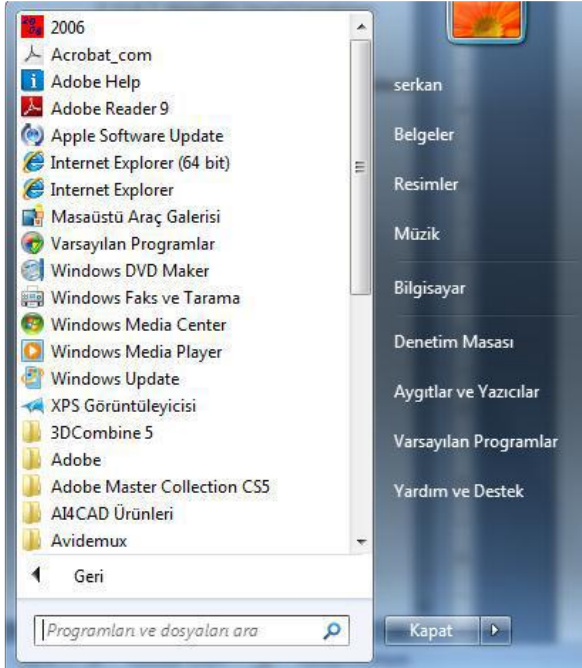 2006
Acrobat_com
Adobe Help
Adobe Reader 9
Apple Software Update
Internet Explorer (64 bit)
Internet Explorer
Masaüstü Araç Galerisi
Varsayılan Programlar
Windows DVD Maker
Windows Faks ve Tarama
Windows Media Center
Windows Media Player
Windows Update
XPS Görüntüleyicisi
3DCombine 5
Adobe
Adobe Master Collection CS5
AI4CAD Ürünleri
Avidemux
Geri
Programları ve dosyaları ara
serkan
Belgeler
Resimler
Müzik
Bilgisayar
Denetim Masası
Aygıtlar ve Yazıcılar
Varsayılan Programlar
Yardım ve Destek
Kapat